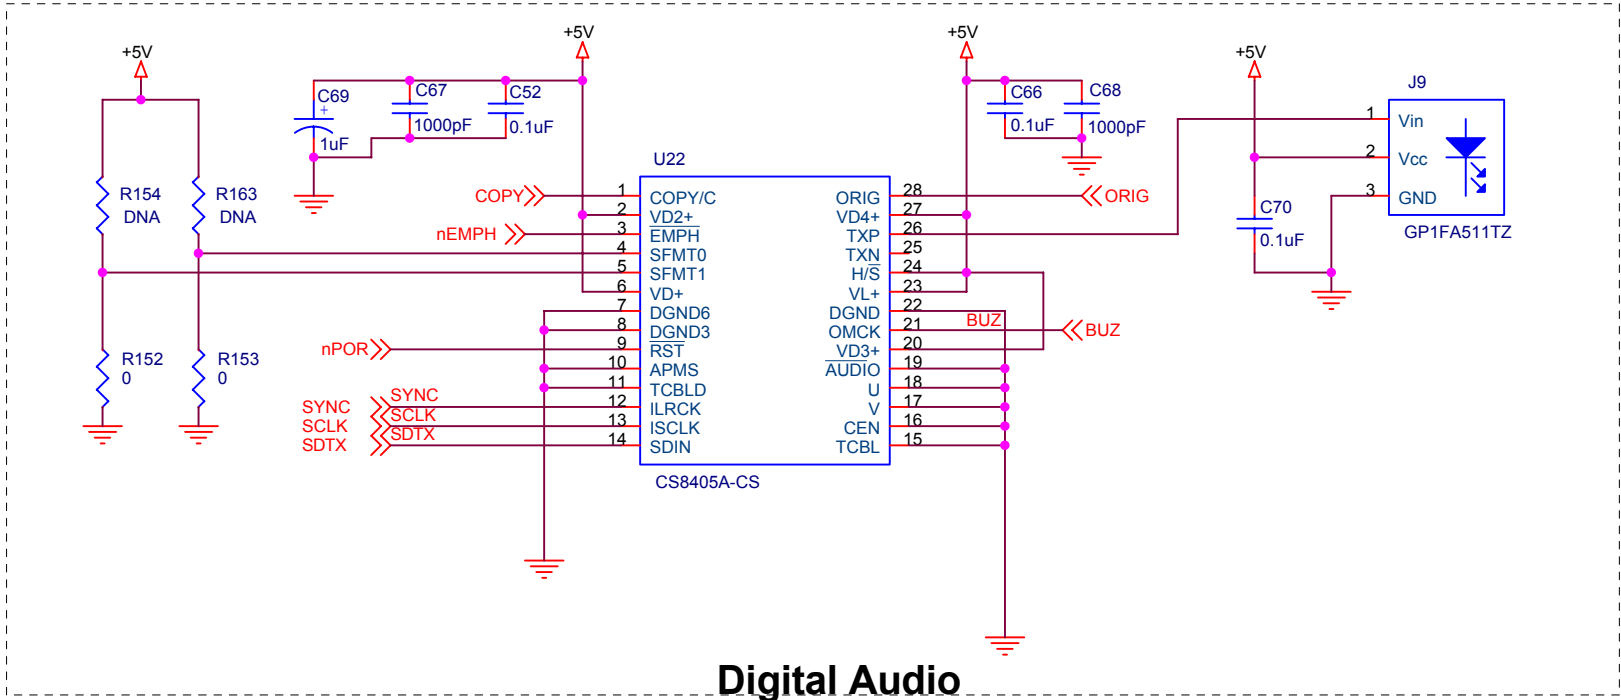 +5V
+5V
+5V
+5V
J9
C69
+
1uF
C67
1000pF
C52
0.1uF
C66
0.1uF
C68
1000pF
1 Vin
2 Vcc
3 GND
GP1FA511TZ
C70
0.1uF
R154
DNA
R163
DNA
R152
0
R153
0
U22
COPY 1 COPY/C
2 VD2+
nEMPH 3 EMPH
4 SFMT0
5 SFMT1
6 VD+
7 DGND6
8 DGND3
nPOR 9 RST
10 APMS
11 TCBLD
SYNC SYNC 12 ILRCK
SCLK SCLK 13 ISCLK
SDTX SDTX 14 SDIN
ORIG 28 ORIG
VD4+ 27
TXP 26
TXN 25
H/S 24
VL+ 23
DGND 22
OMCK 21 BUZ BUZ
VD3+ 20
AUDIO 19
U 18
V 17
CEN 16
TCBL 15
CS8405A-CS
Digital Audio